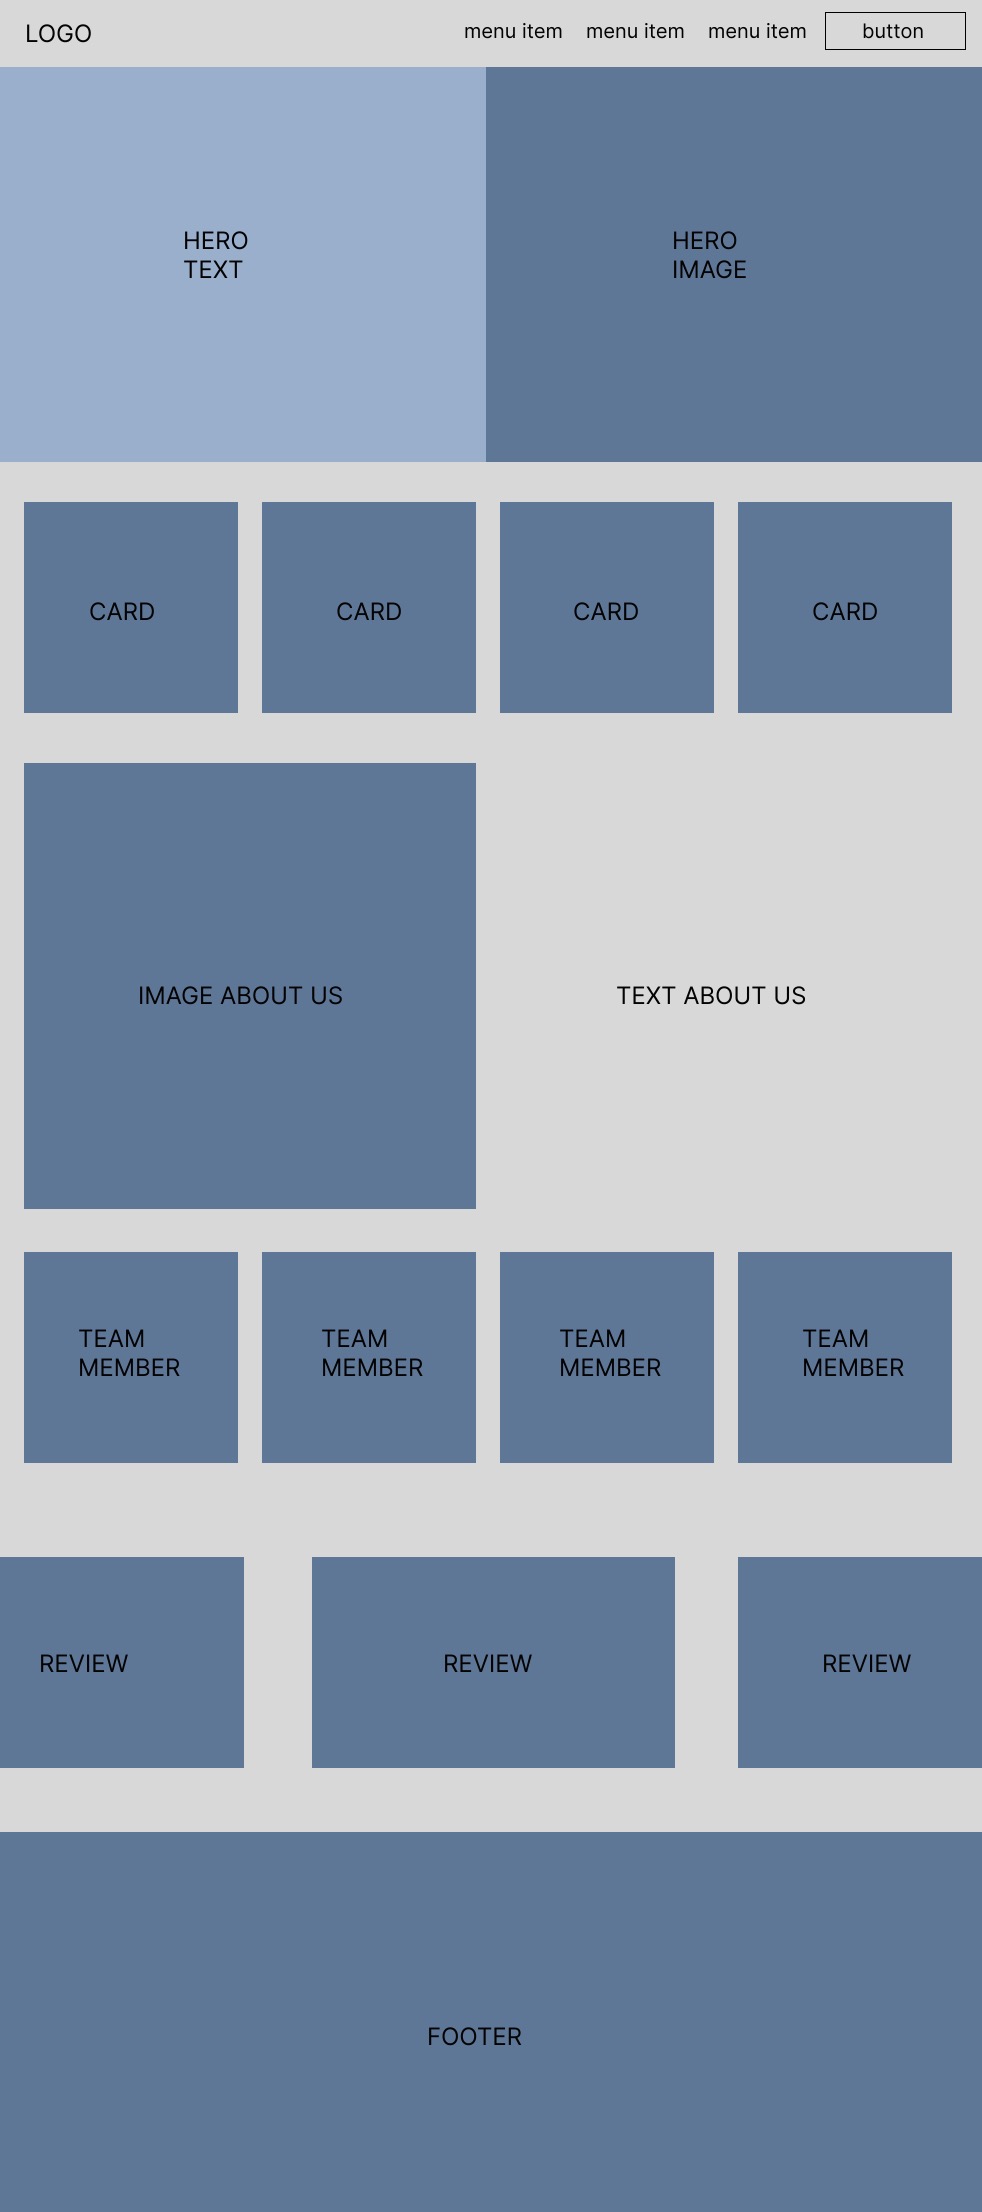 LOGO
menu item
menu item
menu item
button
HERO
TEXT
HERO
IMAGE
CARD
CARD
CARD
CARD
IMAGE ABOUT US
TEXT ABOUT US
TEAM
MEMBER
TEAM
MEMBER
TEAM
MEMBER
TEAM
MEMBER
REVIEW
REVIEW
REVIEW
FOOTER